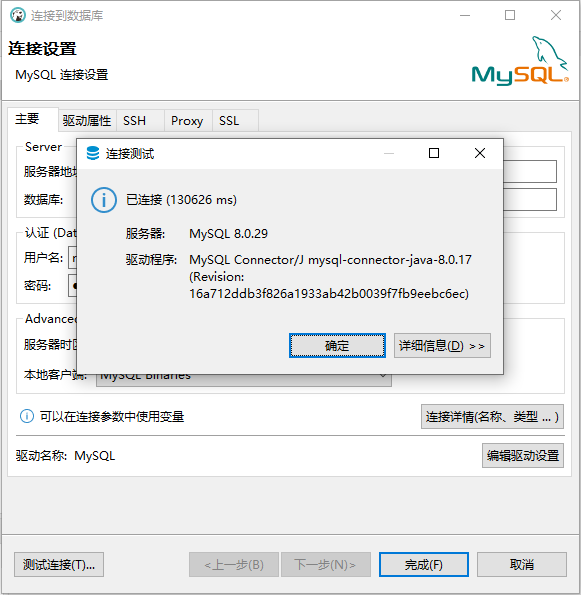 连接到数据库
连接设置
MySQL 连接设置
MySQL
主要 驱动属性 SSH Proxy SSL
Server
服务器地
数据库:
认证 (Dat
用户名:
密码:
Advanced
服务器时
本地客户端: MySQL Binaries
连接测试
已连接 (130626 ms)
服务器: MySQL 8.0.29
驱动程序: MySQL Connector/J mysql-connector-java-8.0.17
(Revision:
16a712ddb3f826a1933ab42b0039f7fb9eebc6ec)
确定 详细信息(D) >>
可以在连接参数中使用变量 连接详情(名称、类型 ... )
驱动名称: MySQL 编辑驱动设置
测试连接(T)... <上一步(B) 下一步(N)> 完成(F) 取消